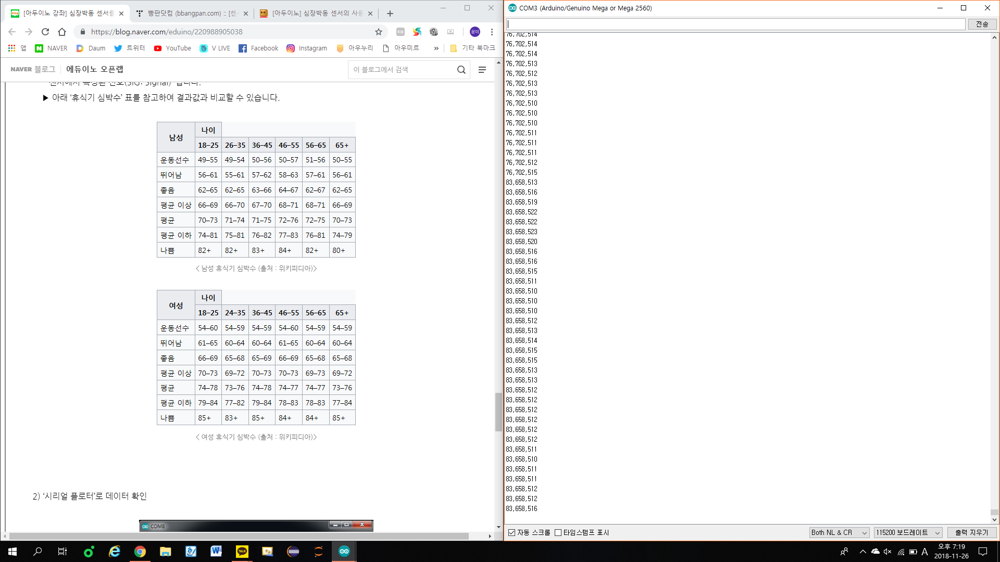 [아두이노 강좌] 심장박동 센서를
빵판닷컴 (bbangpan.com) :: [센
[아두이노] 심장박동 센서의 사용
https://blog.naver.com/eduino/220988905038
윤미
앱 NAVER Daum 트위터 YouTube V LIVE Facebook Instagram 아우누리 아우미르 » 기타 북마크
NAVER 블로그 에듀이노 오픈랩 이 블로그에서 검색
▶ 아래 ‘휴식기 심박수’ 표를 참고하여 결과값과 비교할 수 있습니다.
남성 나이
18–25 26–35 36–45 46–55 56–65 65+
운동선수 49–55 49–54 50–56 50–57 51–56 50–55
뛰어남 56–61 55–61 57–62 58–63 57–61 56–61
좋음 62–65 62–65 63–66 64–67 62–67 62–65
평균 이상 66–69 66–70 67–70 68–71 68–71 66–69
평균 70–73 71–74 71–75 72–76 72–75 70–73
평균 이하 74–81 75–81 76–82 77–83 76–81 74–79
나쁨 82+ 82+ 83+ 84+ 82+ 80+
< 남성 휴식기 심박수 (출처 : 위키피디아)>
여성 나이
18–25 24–35 36–45 46–55 56–65 65+
운동선수 54–60 54–59 54–59 54–60 54–59 54–59
뛰어남 61–65 60–64 60–64 61–65 60–64 60–64
좋음 66–69 65–68 65–69 66–69 65–68 65–68
평균 이상 70–73 69–72 70–73 70–73 69–73 69–72
평균 74–78 73–76 74–78 74–77 74–77 73–76
평균 이하 79–84 77–82 79–84 78–83 78–83 77–84
나쁨 85+ 83+ 85+ 84+ 84+ 85+
< 여성 휴식기 심박수 (출처 : 위키피디아)>
2) ‘시리얼 플로터’로 데이터 확인
COM8
COM3 (Arduino/Genuino Mega or Mega 2560)
전송
76,702,514
76,702,514
76,702,514
76,702,513
76,702,512
76,702,513
76,702,513
76,702,510
76,702,510
76,702,510
76,702,511
76,702,511
76,702,511
76,702,512
76,702,515
83,658,513
83,658,516
83,658,519
83,658,522
83,658,522
83,658,523
83,658,520
83,658,516
83,658,516
83,658,515
83,658,511
83,658,510
83,658,510
83,658,510
83,658,512
83,658,513
83,658,514
83,658,515
83,658,515
83,658,513
83,658,513
83,658,512
83,658,512
83,658,512
83,658,512
83,658,512
83,658,512
83,658,511
83,658,510
83,658,511
83,658,511
83,658,512
83,658,512
83,658,516
자동 스크롤 타임스탬프 표시 Both NL & CR 115200 보드레이트 출력 지우기
TALK
A
오후 7:19
2018-11-26